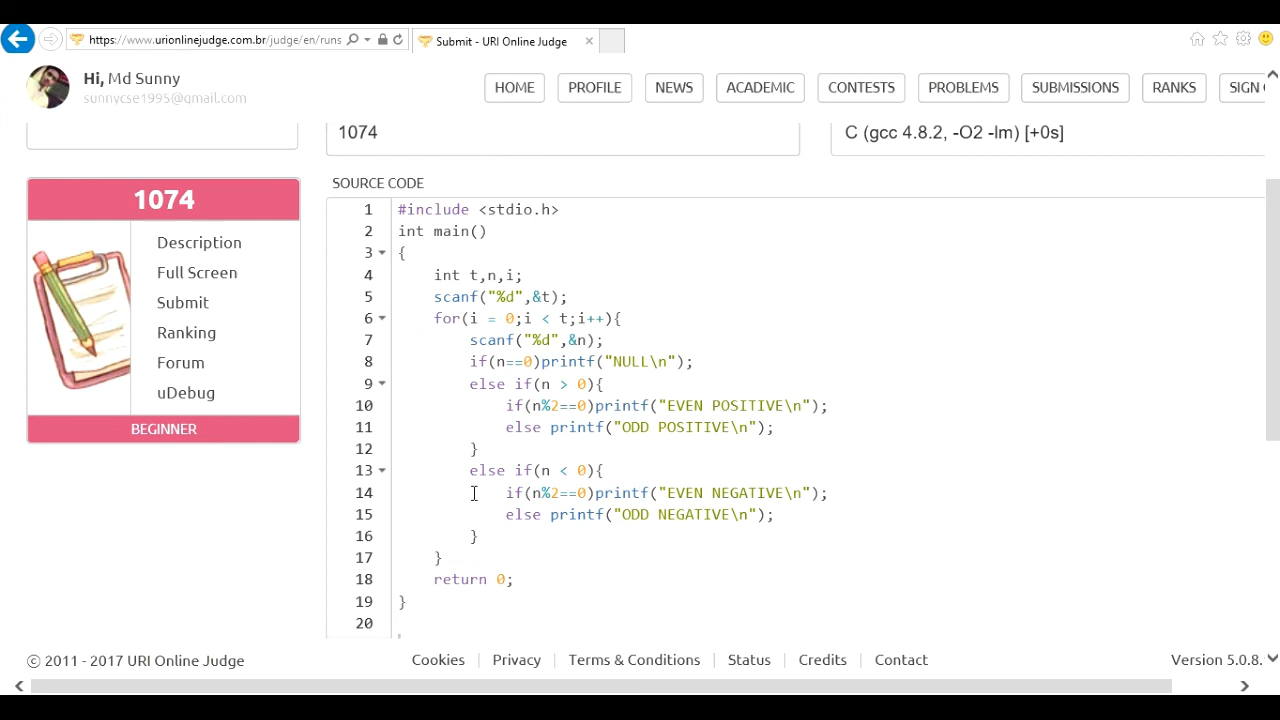 https://www.urionlinejudge.com.br/judge/en/runs
Submit - URI Online Judge
Hi, Md Sunny
sunnycse1995@gmail.com
HOME
PROFILE
NEWS
ACADEMIC
CONTESTS
PROBLEMS
SUBMISSIONS
RANKS
SIGN
1074
C (gcc 4.8.2, -O2 -lm) [+0s]
1074
Description
Full Screen
Submit
Ranking
Forum
uDebug
BEGINNER
SOURCE CODE
1 #include <stdio.h>
2 int main()
3 {
4     int t,n,i;
5     scanf("%d",&t);
6     for(i = 0;i < t;i++){
7         scanf("%d",&n);
8         if(n==0)printf("NULL\n");
9         else if(n > 0){
10             if(n%2==0)printf("EVEN POSITIVE\n");
11             else printf("ODD POSITIVE\n");
12         }
13         else if(n < 0){
14             if(n%2==0)printf("EVEN NEGATIVE\n");
15             else printf("ODD NEGATIVE\n");
16         }
17     }
18     return 0;
19 }
20
© 2011 - 2017 URI Online Judge
Cookies
Privacy
Terms & Conditions
Status
Credits
Contact
Version 5.0.8.